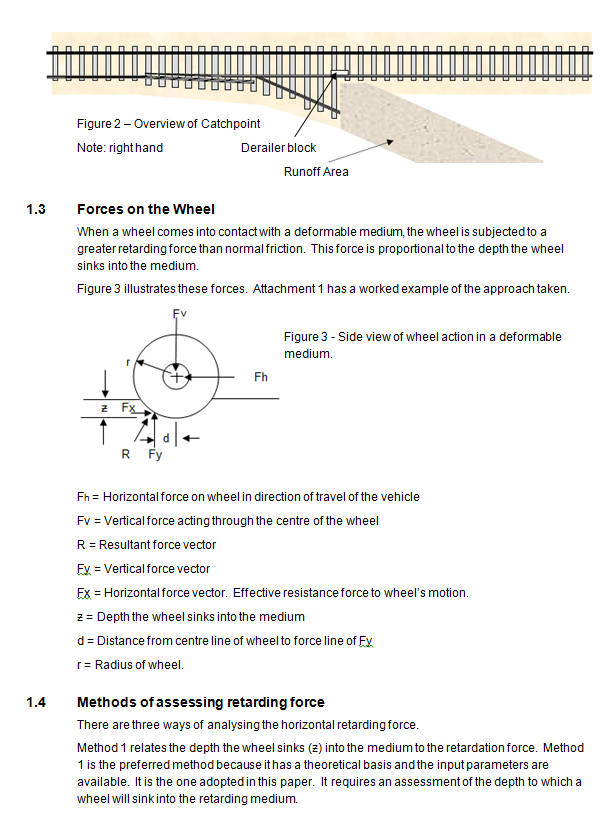 Figure 2 – Overview of Catchpoint
Note: right hand
Derailer block
Runoff Area
1.3 Forces on the Wheel
When a wheel comes into contact with a deformable medium, the wheel is subjected to a
greater retarding force than normal friction. This force is proportional to the depth the wheel
sinks into the medium.
Figure 3 illustrates these forces. Attachment 1 has a worked example of the approach taken.
Fv
Figure 3 - Side view of wheel action in a deformable
medium.
r
Fh
z Fx
d
R Fy
Fh = Horizontal force on wheel in direction of travel of the vehicle
Fv = Vertical force acting through the centre of the wheel
R = Resultant force vector
Fy = Vertical force vector
Fx = Horizontal force vector. Effective resistance force to wheel's motion.
z = Depth the wheel sinks into the medium
d = Distance from centre line of wheel to force line of Fy
r = Radius of wheel.
1.4 Methods of assessing retarding force
There are three ways of analysing the horizontal retarding force.
Method 1 relates the depth the wheel sinks (z) into the medium to the retardation force. Method
1 is the preferred method because it has a theoretical basis and the input parameters are
available. It is the one adopted in this paper. It requires an assessment of the depth to which a
wheel will sink into the retarding medium.